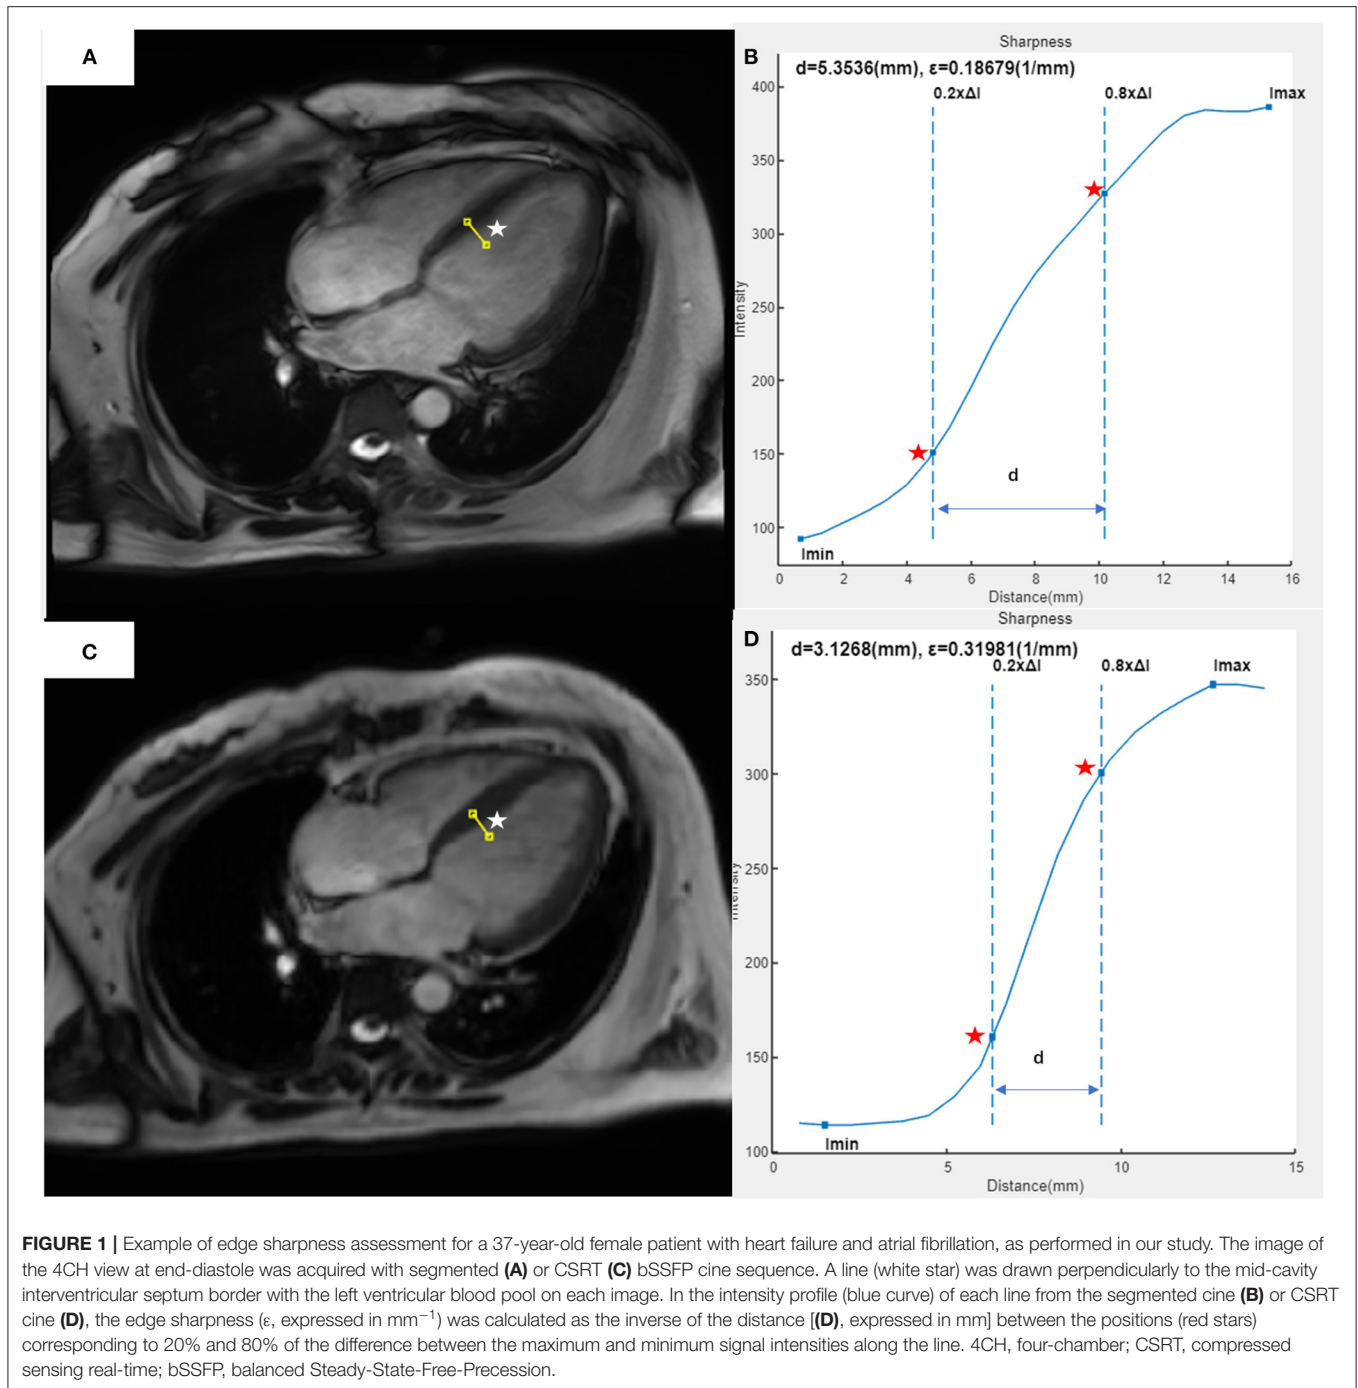 A
B
Sharpness
d=5.3536(mm), ε=0.18679(1/mm)
0.2xΔI
0.8xΔI
Imax
400
350
300
250
200
150
100
Intensity
d
Imin
0 2 4 6 8 10 12 14 16
Distance(mm)
C
D
Sharpness
d=3.1268(mm), ε=0.31981(1/mm)
0.2xΔI
0.8xΔI
Imax
350
300
250
200
150
100
Intensity
d
Imin
0 5 10 15
Distance(mm)
FIGURE 1 | Example of edge sharpness assessment for a 37-year-old female patient with heart failure and atrial fibrillation, as performed in our study. The image of
the 4CH view at end-diastole was acquired with segmented (A) or CSRT (C) bSSFP cine sequence. A line (white star) was drawn perpendicularly to the mid-cavity
interventricular septum border with the left ventricular blood pool on each image. In the intensity profile (blue curve) of each line from the segmented cine (B) or CSRT
cine (D), the edge sharpness (ε, expressed in mm⁻¹) was calculated as the inverse of the distance [(D), expressed in mm] between the positions (red stars)
corresponding to 20% and 80% of the difference between the maximum and minimum signal intensities along the line. 4CH, four-chamber; CSRT, compressed
sensing real-time; bSSFP, balanced Steady-State-Free-Precession.